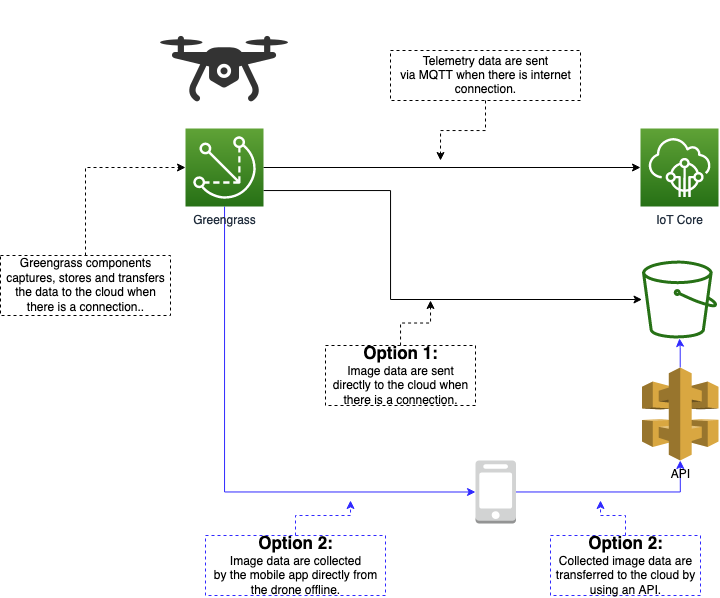 Telemetry data are sent
via MQTT when there is internet
connection.
Greengrass
IoT Core
Greengrass components
captures, stores and transfers
the data to the cloud when
there is a connection..
Option 1:
Image data are sent
directly to the cloud when
there is a connection.
API
Option 2:
Image data are collected
by the mobile app directly from
the drone offline.
Option 2:
Collected image data are
transferred to the cloud by
using an API.